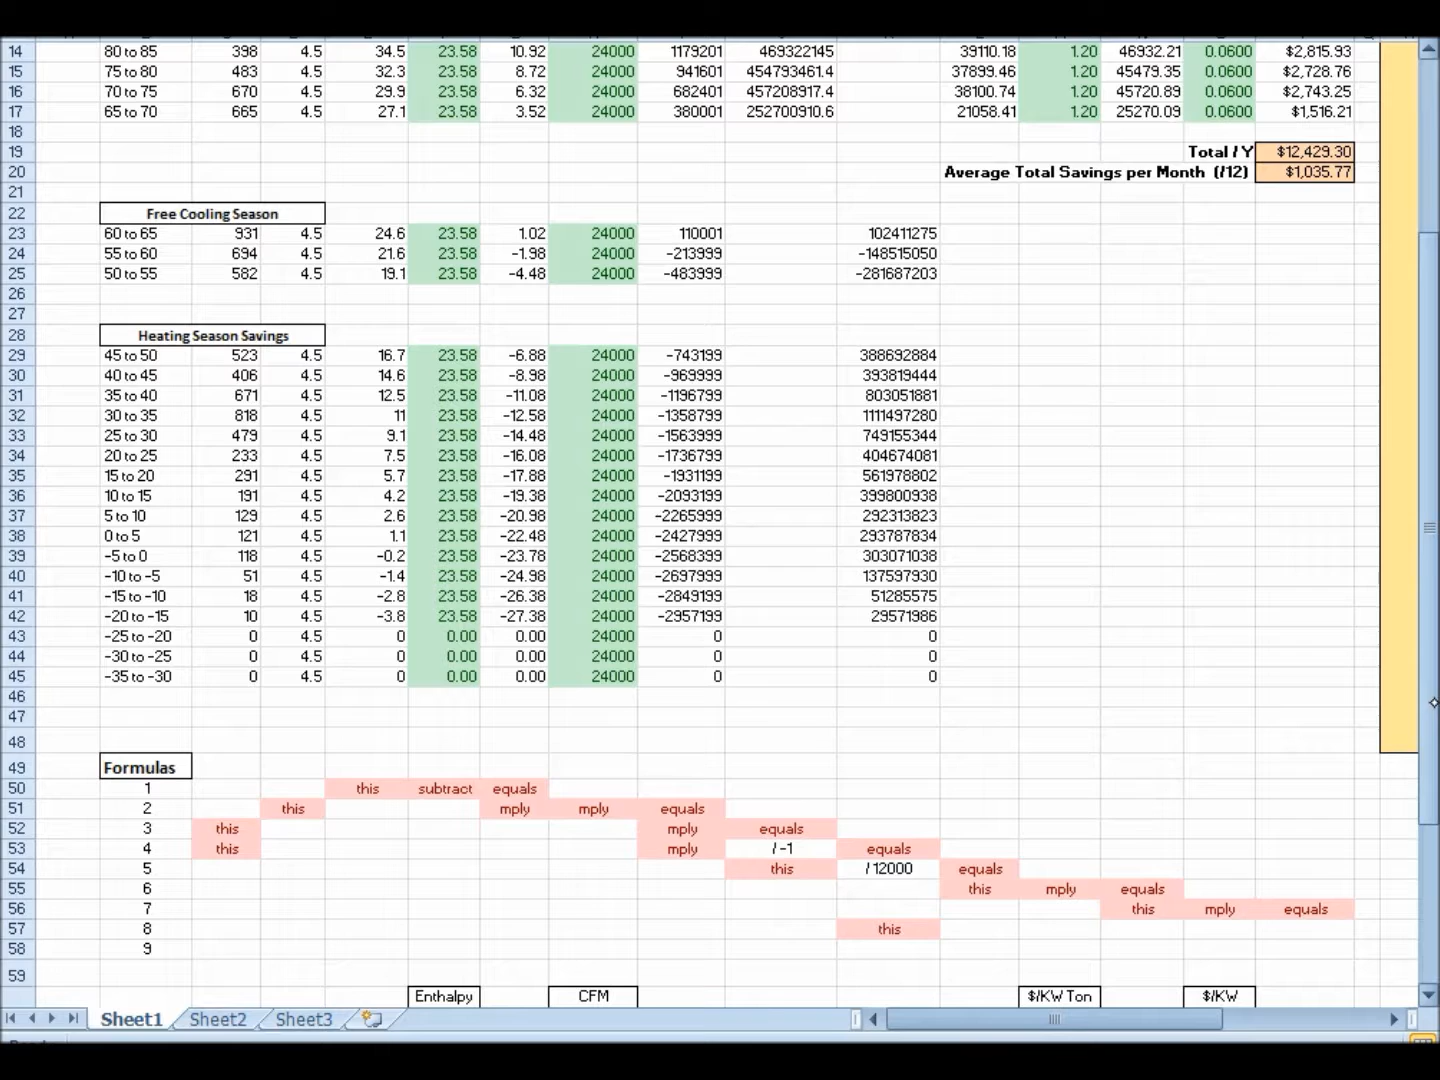 14 80 to 85 398 4.5 34.5 23.58 10.92 24000 1179201 469322145 39110.18 1.20 46932.21 0.0600 $2,815.93
15 75 to 80 483 4.5 32.3 23.58 8.72 24000 941601 454793461.4 37899.46 1.20 45479.35 0.0600 $2,728.76
16 70 to 75 670 4.5 29.9 23.58 6.32 24000 682401 457208917.4 38100.74 1.20 45720.89 0.0600 $2,743.25
17 65 to 70 665 4.5 27.1 23.58 3.52 24000 380001 252700910.6 21058.41 1.20 25270.09 0.0600 $1,516.21
18
19 Total / Y $12,429.30
20 Average Total Savings per Month (/12) $1,035.77
21
22 Free Cooling Season
23 60 to 65 931 4.5 24.6 23.58 1.02 24000 110001 102411275
24 55 to 60 694 4.5 21.6 23.58 -1.98 24000 -213999 -148515050
25 50 to 55 582 4.5 19.1 23.58 -4.48 24000 -483999 -281687203
26
27
28 Heating Season Savings
29 45 to 50 523 4.5 16.7 23.58 -6.88 24000 -743199 388692884
30 40 to 45 406 4.5 14.6 23.58 -8.98 24000 -969999 393819444
31 35 to 40 671 4.5 12.5 23.58 -11.08 24000 -1196799 803051881
32 30 to 35 818 4.5 11 23.58 -12.58 24000 -1358799 1111497280
33 25 to 30 479 4.5 9.1 23.58 -14.48 24000 -1563999 749155344
34 20 to 25 233 4.5 7.5 23.58 -16.08 24000 -1736799 404674081
35 15 to 20 291 4.5 5.7 23.58 -17.88 24000 -1931199 561978802
36 10 to 15 191 4.5 4.2 23.58 -19.38 24000 -2093199 399800938
37 5 to 10 129 4.5 2.6 23.58 -20.98 24000 -2265999 292313823
38 0 to 5 121 4.5 1.1 23.58 -22.48 24000 -2427999 293787834
39 -5 to 0 118 4.5 -0.2 23.58 -23.78 24000 -2568399 303071038
40 -10 to -5 51 4.5 -1.4 23.58 -24.98 24000 -2697999 137597930
41 -15 to -10 18 4.5 -2.8 23.58 -26.38 24000 -2849199 51285575
42 -20 to -15 10 4.5 -3.8 23.58 -27.38 24000 -2957199 29571986
43 -25 to -20 0 4.5 0 0.00 0.00 24000 0 0
44 -30 to -25 0 4.5 0 0.00 0.00 24000 0 0
45 -35 to -30 0 4.5 0 0.00 0.00 24000 0 0
46
47
48
49 Formulas
50 1 this subtract equals
51 2 this mply mply equals
52 3 this mply equals
53 4 this mply / -1 equals
54 5 this / 12000 equals
55 6 this mply equals
56 7 this mply equals
57 8 this
58 9
59
Enthalpy CFM $/KW Ton $/KW
Sheet1 Sheet2 Sheet3